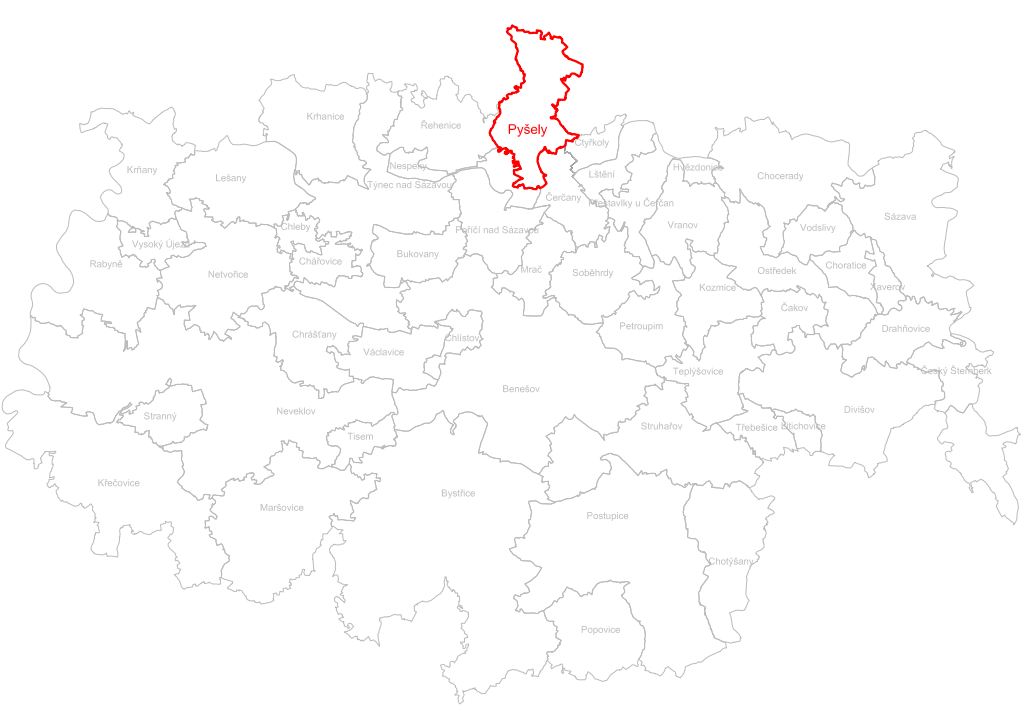 Krhanice
Řehenice
Pyšely
Čtyřkoly
Krňany
Lešany
Nespeky
Týnec nad Sázavou
Lštění
Hvězdonice
Chocerady
Čerčany
Mrač
Poříčí nad Sázavou
Chleby
Vysoký Újezd
Vranov
Vodslivy
Sázava
Rabyně
Netvořice
Chářovice
Bukovany
Soběhrdy
Kozmice
Ostředek
Choratice
Xaverov
Čakov
Petroupim
Drahňovice
Chrášťany
Václavice
Teplýšovice
Český Šternberk
Benešov
Stranný
Neveklov
Tisem
Struhařov
Třebešice
Divišov
Křečovice
Maršovice
Bystřice
Postupice
Chotýšany
Popovice